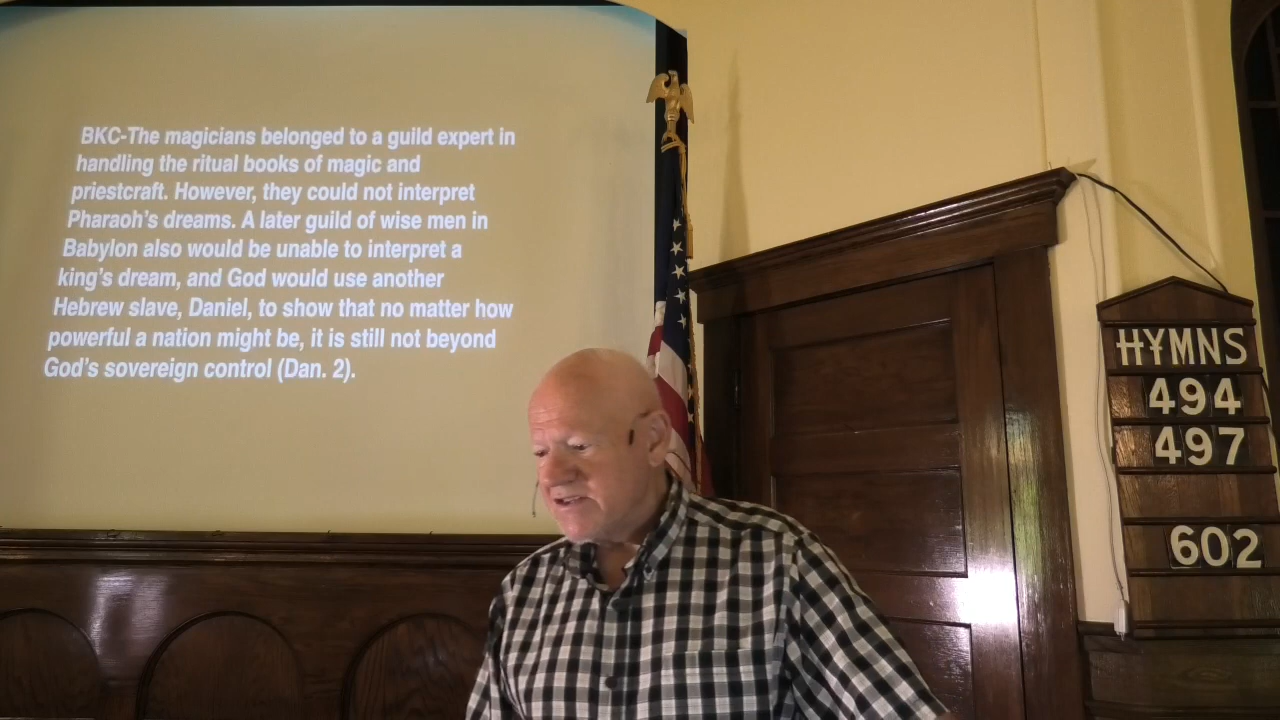 BKC-The magicians belonged to a guild expert in
handling the ritual books of magic and
priestcraft. However, they could not interpret
Pharaoh's dreams. A later guild of wise men in
Babylon also would be unable to interpret a
king's dream, and God would use another
Hebrew slave, Daniel, to show that no matter how
powerful a nation might be, it is still not beyond
God's sovereign control (Dan. 2).
HYMNS
494
497
602